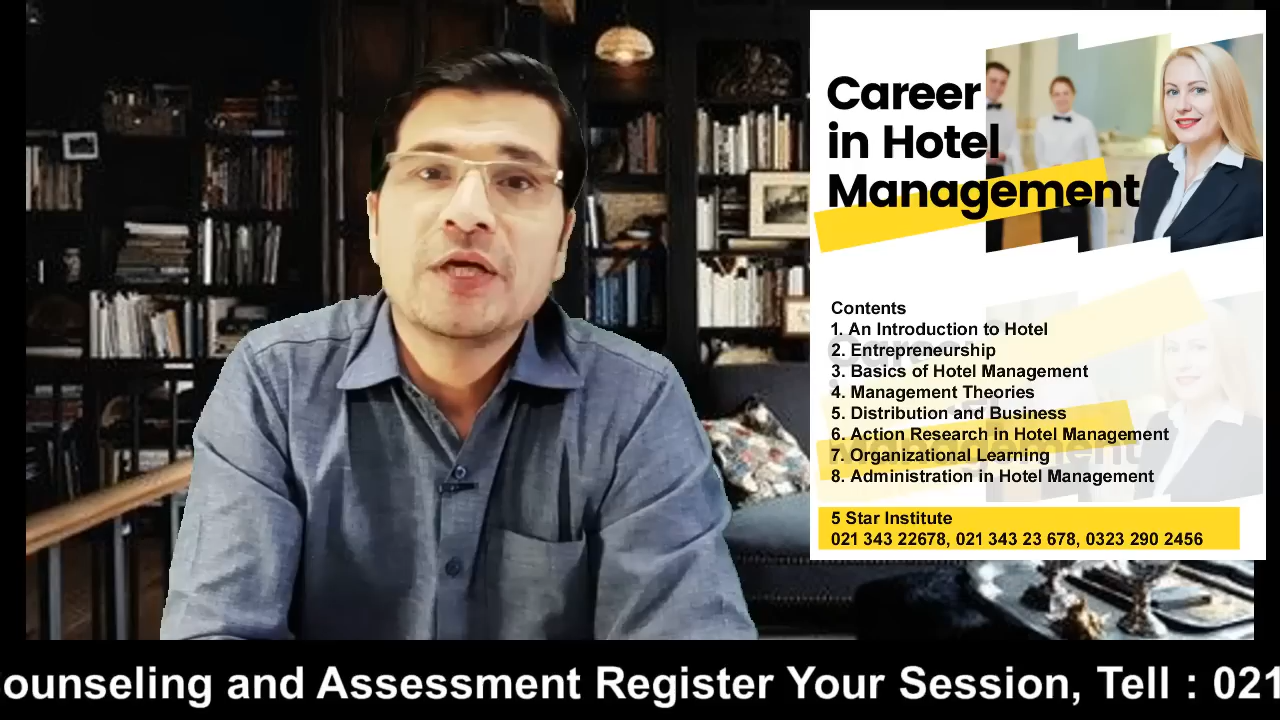 Career
in Hotel
Management
Contents
1. An Introduction to Hotel
2. Entrepreneurship
3. Basics of Hotel Management
4. Management Theories
5. Distribution and Business
6. Action Research in Hotel Management
7. Organizational Learning
8. Administration in Hotel Management
5 Star Institute
021 343 22678, 021 343 23 678, 0323 290 2456
ounseling and Assessment Register Your Session, Tell : 021